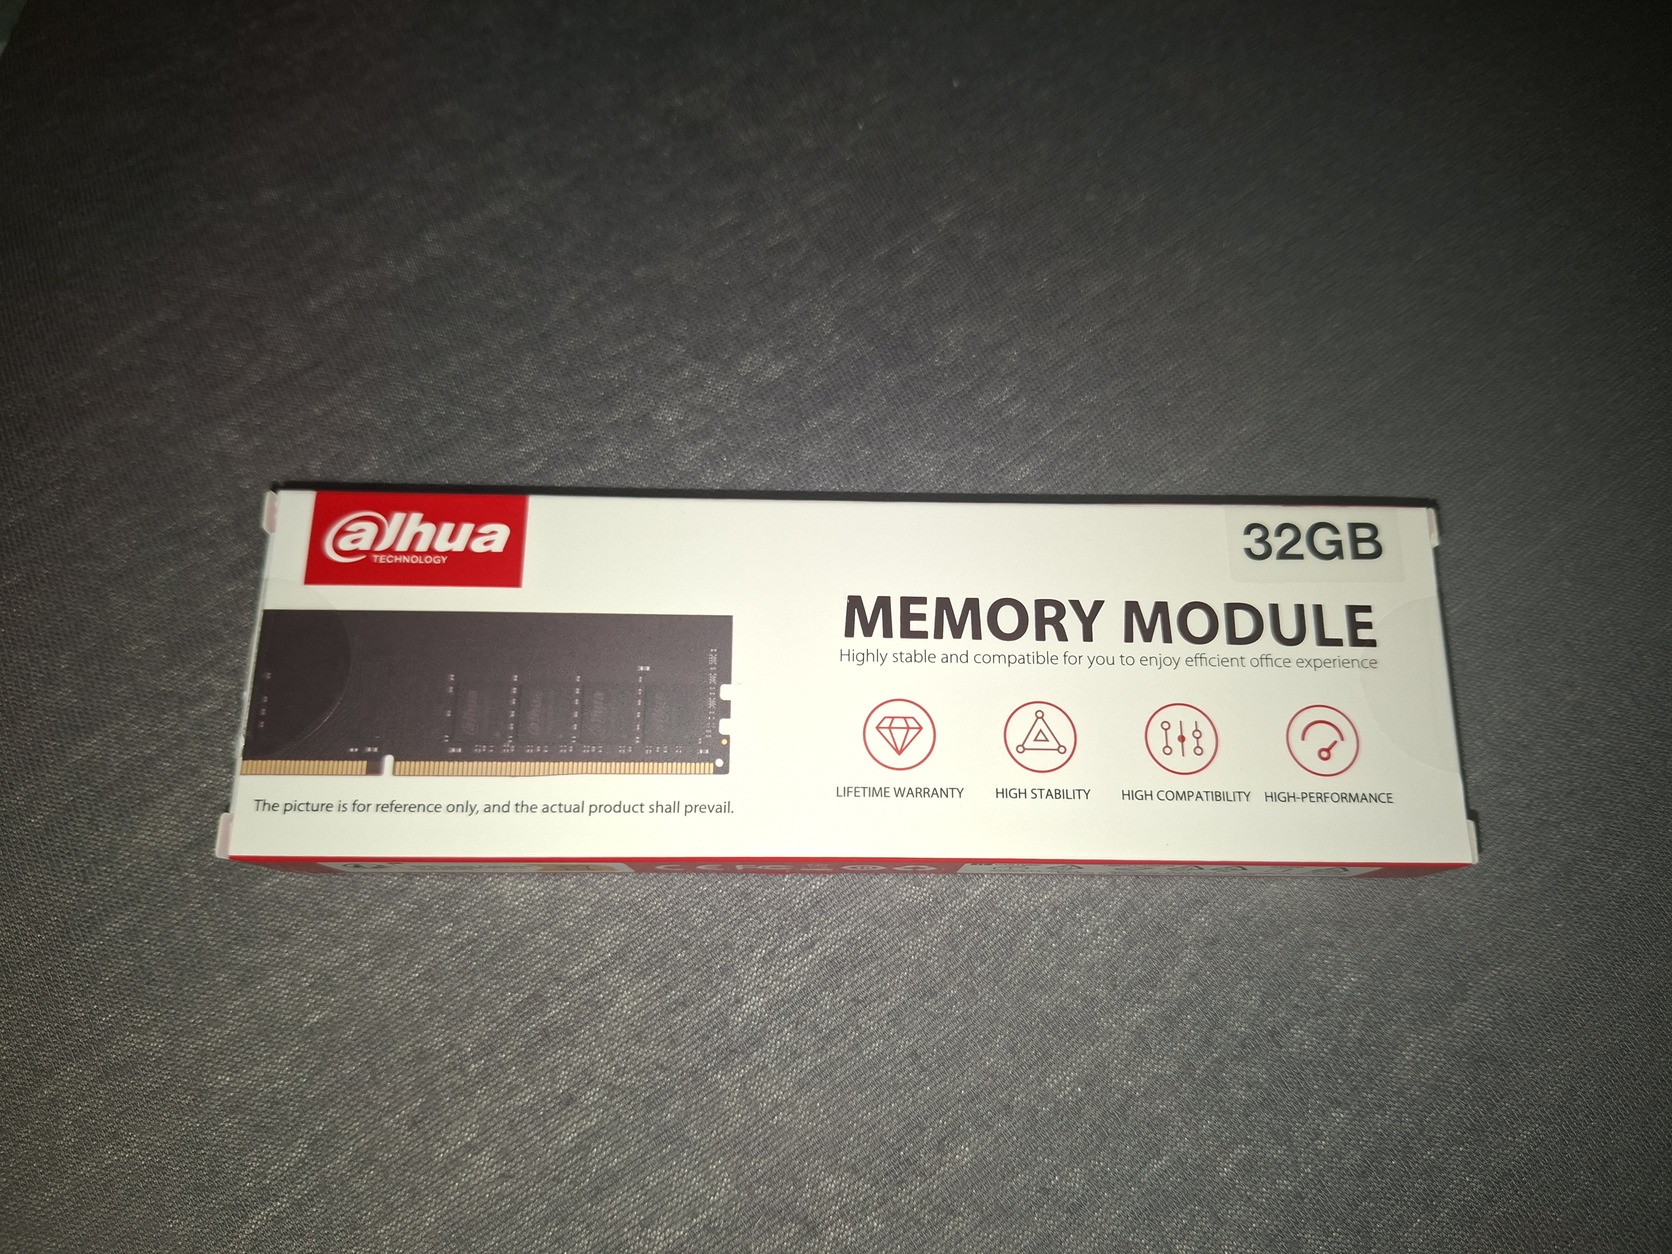 alhua
TECHNOLOGY
32GB
MEMORY MODULE
Highly stable and compatible for you to enjoy efficient office experience
LIFETIME WARRANTY
HIGH STABILITY
HIGH COMPATIBILITY
HIGH-PERFORMANCE
The picture is for reference only, and the actual product shall prevail.